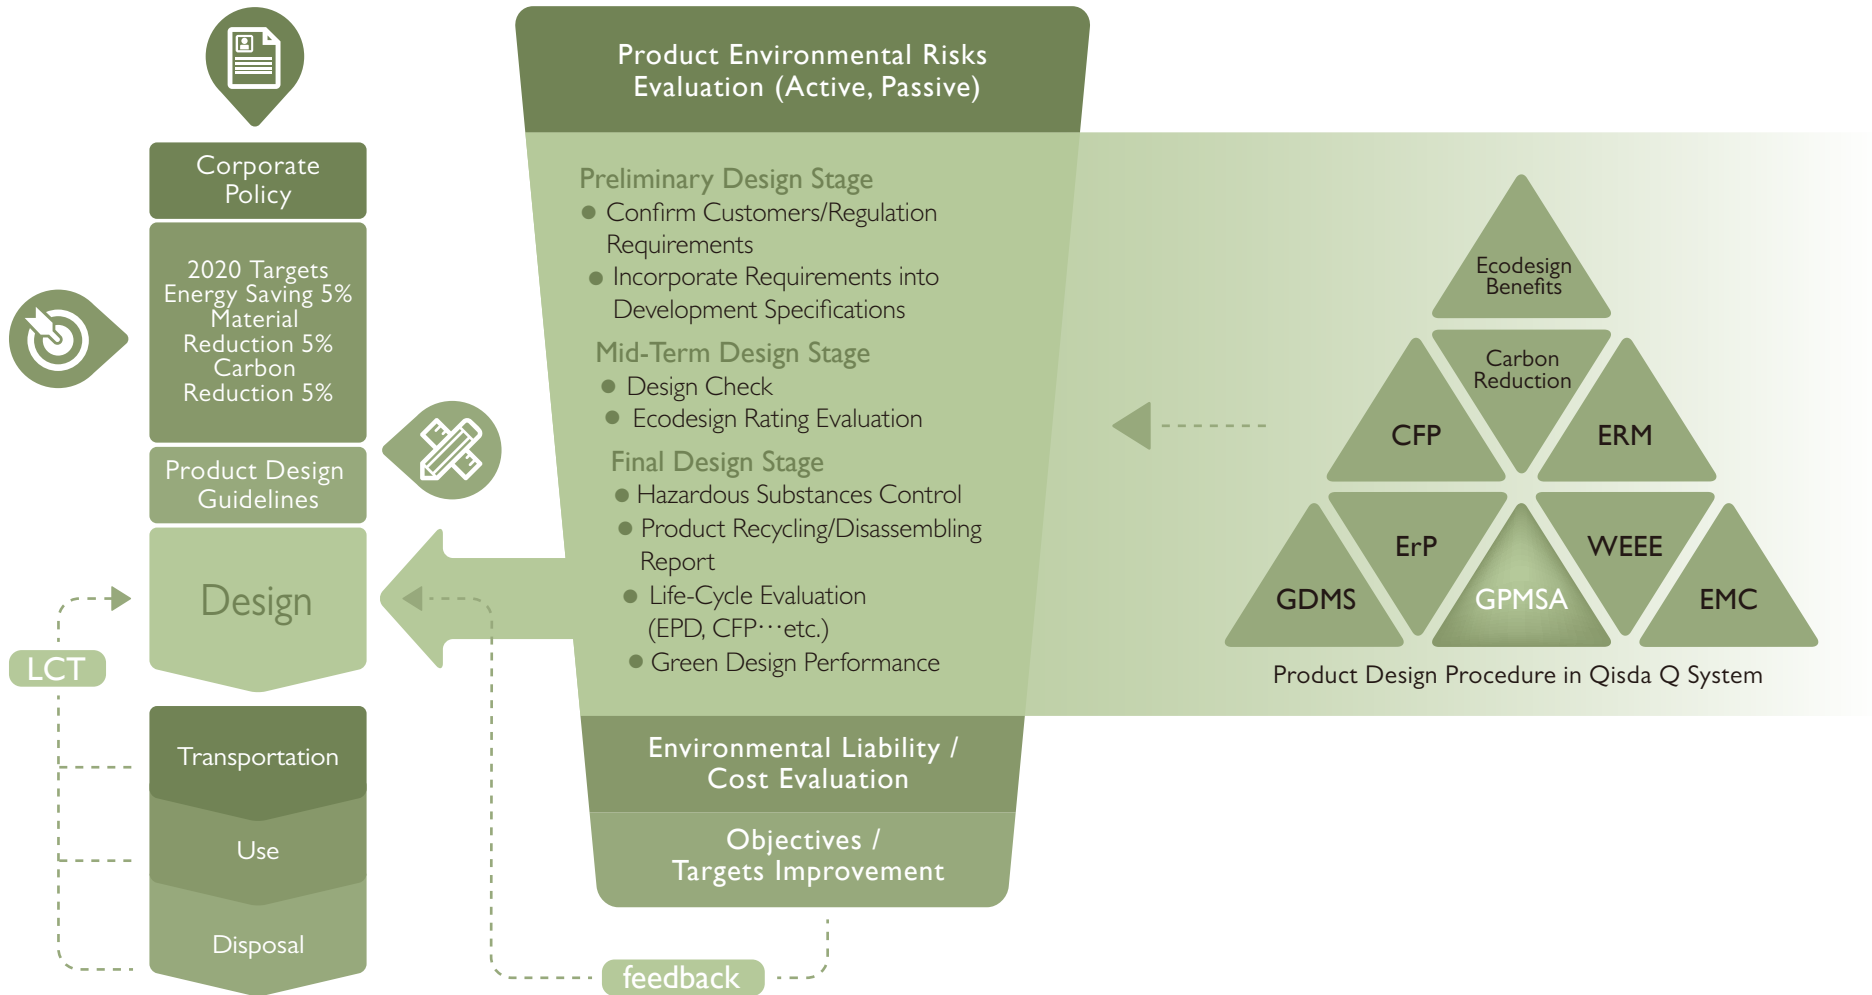 Corporate
Policy
2020 Targets
Energy Saving 5%
Material
Reduction 5%
Carbon
Reduction 5%
Product Design
Guidelines
Design
LCT
Transportation
Use
Disposal
Product Environmental Risks
Evaluation (Active, Passive)
Preliminary Design Stage
● Confirm Customers/Regulation
Requirements
● Incorporate Requirements into
Development Specifications
Mid-Term Design Stage
● Design Check
● Ecodesign Rating Evaluation
Final Design Stage
● Hazardous Substances Control
● Product Recycling/Disassembling
Report
● Life-Cycle Evaluation
(EPD, CFP⋯etc.)
● Green Design Performance
Environmental Liability /
Cost Evaluation
Objectives /
Targets Improvement
feedback
Ecodesign
Benefits
Carbon
Reduction
CFP
ERM
ErP
WEEE
GDMS
GPMSA
EMC
Product Design Procedure in Qisda Q System